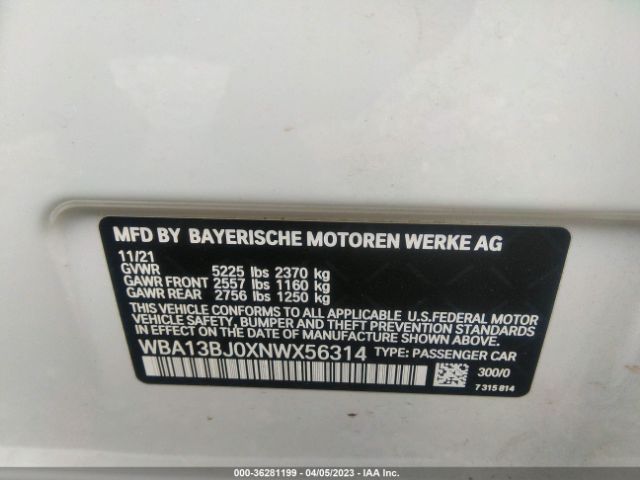 MFD BY BAYERISCHE MOTOREN WERKE AG
11/21
GVWR 5225 lbs 2370 kg
GAWR FRONT 2557 lbs 1160 kg
GAWR REAR 2756 lbs 1250 kg
THIS VEHICLE CONFORMS TO ALL APPLICABLE U.S.FEDERAL MOTOR
VEHICLE SAFETY, BUMPER AND THEFT PREVENTION STANDARDS
IN EFFECT ON THE DATE OF MANUFACTURE SHOWN ABOVE.
WBA13BJ0XNWX56314 TYPE: PASSENGER CAR
300/0
7 315 814
000-36281199 - 04/05/2023 - IAA Inc.